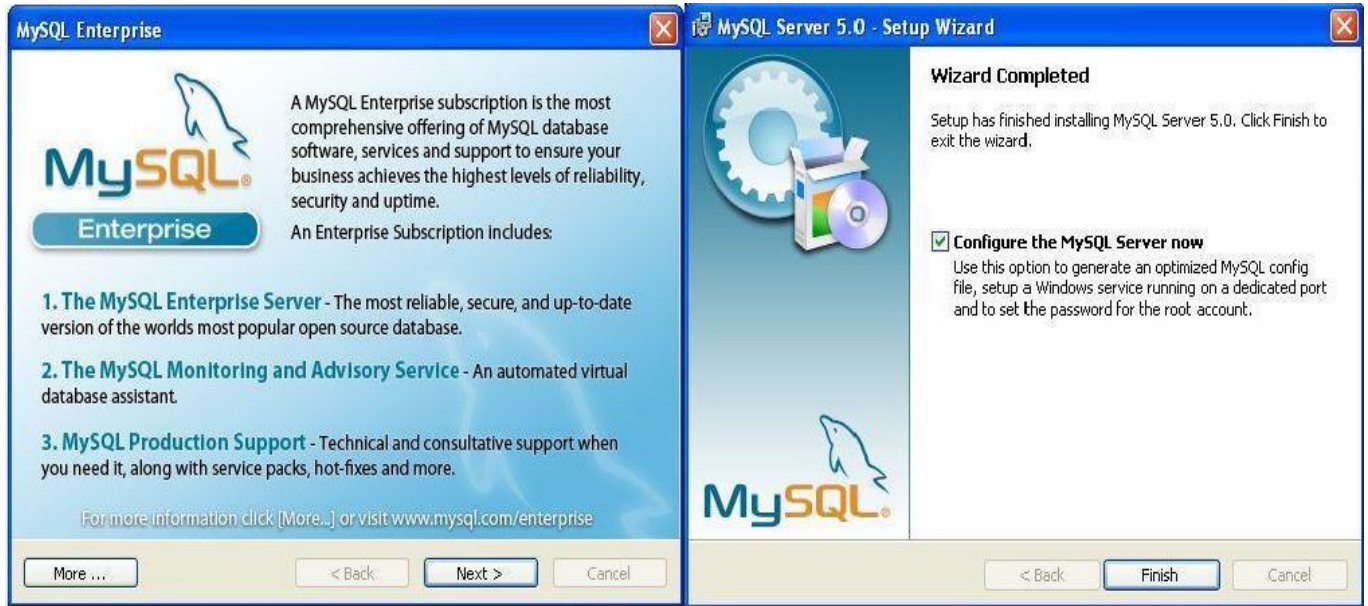 MySQL Enterprise
MySQL®
Enterprise
A MySQL Enterprise subscription is the most
comprehensive offering of MySQL database
software, services and support to ensure your
business achieves the highest levels of reliability,
security and uptime.
An Enterprise Subscription includes:
1. The MySQL Enterprise Server - The most reliable, secure, and up-to-date
version of the worlds most popular open source database.
2. The MySQL Monitoring and Advisory Service - An automated virtual
database assistant.
3. MySQL Production Support - Technical and consultative support when
you need it, along with service packs, hot-fixes and more.
For more information click [More...] or visit www.mysql.com/enterprise
More ...
< Back
Next >
Cancel
MySQL Server 5.0 - Setup Wizard
Wizard Completed
Setup has finished installing MySQL Server 5.0. Click Finish to
exit the wizard.
Configure the MySQL Server now
Use this option to generate an optimized MySQL config
file, setup a Windows service running on a dedicated port
and to set the password for the root account.
MySQL®
< Back
Finish
Cancel